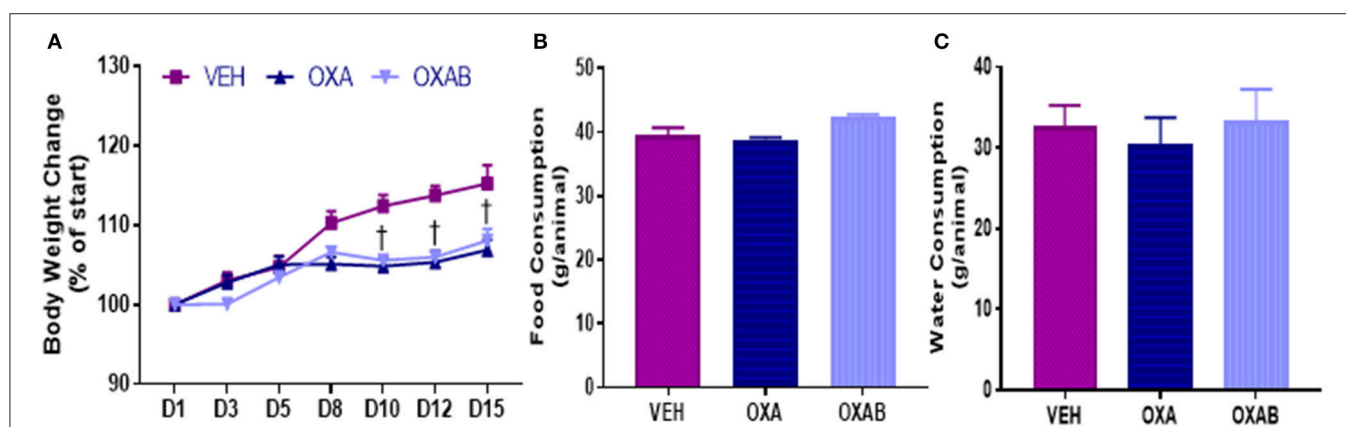 A
Body Weight Change
(% of start)
130
120
110
100
90
VEH OXA OXAB
†
†
†
D1 D3 D5 D8 D10 D12 D15
B
Food Consumption
(g/animal)
50
40
30
20
10
0
VEH OXA OXAB
C
Water Consumption
(g/animal)
40
30
20
10
0
VEH OXA OXAB